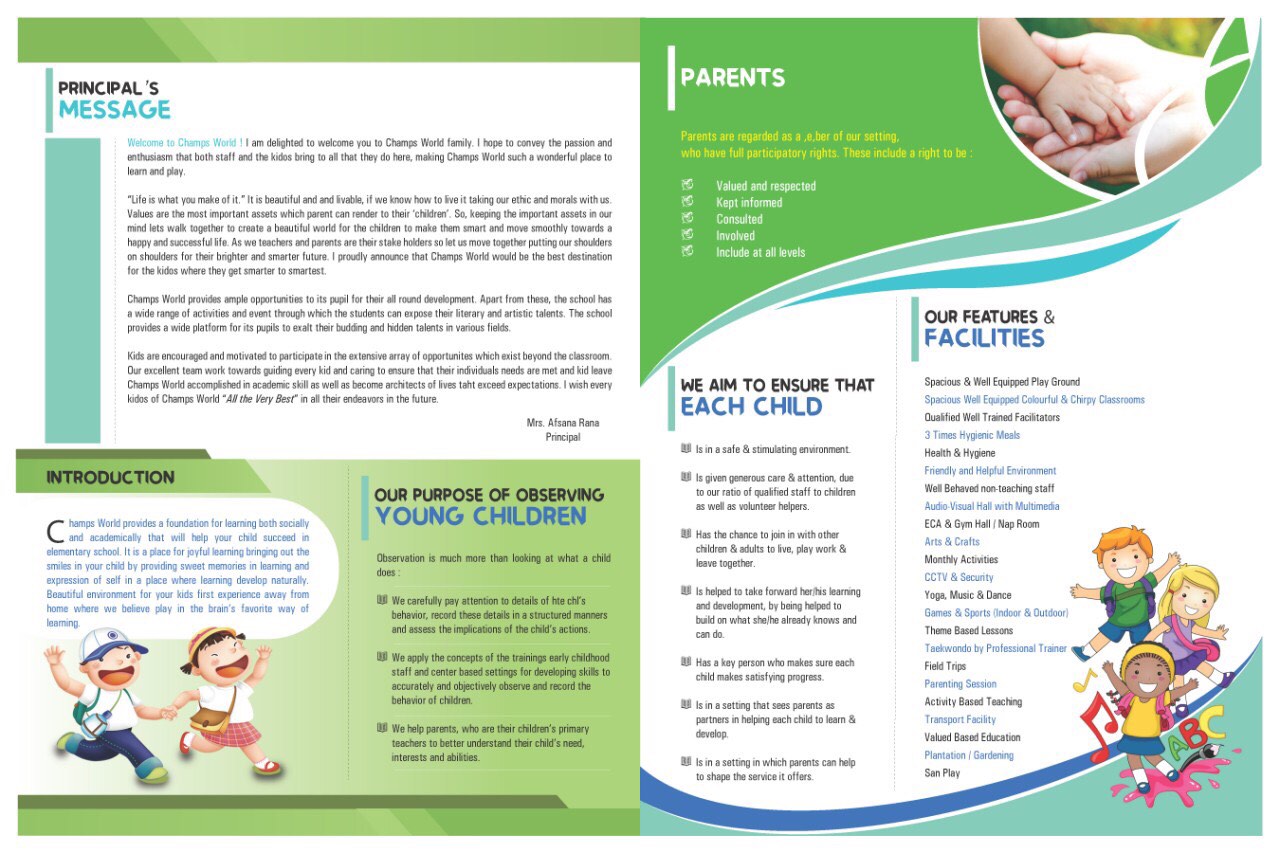 PRINCIPAL'S
MESSAGE
Welcome to Champs World ! I am delighted to welcome you to Champs World family. I hope to convey the passion and
enthusiasm that both staff and the kidos bring to all that they do here, making Champs World such a wonderful place to
learn and play.
“Life is what you make of it.” It is beautiful and and livable, if we know how to live it taking our ethic and morals with us.
Values are the most important assets which parent can render to their ‘children’. So, keeping the important assets in our
mind lets walk together to create a beautiful world for the children to make them smart and move smoothly towards a
happy and successful life. As we teachers and parents are their stake holders so let us move together putting our shoulders
on shoulders for their brighter and smarter future. I proudly announce that Champs World would be the best destination
for the kidos where they get smarter to smartest.
Champs World provides ample opportunities to its pupil for their all round development. Apart from these, the school has
a wide range of activities and event through which the students can expose their literary and artistic talents. The school
provides a wide platform for its pupils to exalt their budding and hidden talents in various fields.
Kids are encouraged and motivated to participate in the extensive array of opportunites which exist beyond the classroom.
Our excellent team work towards guiding every kid and caring to ensure that their individuals needs are met and kid leave
Champs World accomplished in academic skill as well as become architects of lives taht exceed expectations. I wish every
kidos of Champs World “All the Very Best” in all their endeavors in the future.
Mrs. Afsana Rana
Principal
INTRODUCTION
Champs World provides a foundation for learning both socially
and academically that will help your child succeed in
elementary school. It is a place for joyful learning bringing out the
smiles in your child by providing sweet memories in learning and
expression of self in a place where learning develop naturally.
Beautiful environment for your kids first experience away from
home where we believe play in the brain's favorite way of
learning.
OUR PURPOSE OF OBSERVING
YOUNG CHILDREN
Observation is much more than looking at what a child
does :
We carefully pay attention to details of hte chl's
behavior, record these details in a structured manners
and assess the implications of the child's actions.
We apply the concepts of the trainings early childhood
staff and center based settings for developing skills to
accurately and objectively observe and record the
behavior of children.
We help parents, who are their children's primary
teachers to better understand their child's need,
interests and abilities.
PARENTS
Parents are regarded as a ,e,ber of our setting,
who have full participatory rights. These include a right to be :
Valued and respected
Kept informed
Consulted
Involved
Include at all levels
WE AIM TO ENSURE THAT
EACH CHILD
Is in a safe & stimulating environment.
Is given generous care & attention, due
to our ratio of qualified staff to children
as well as volunteer helpers.
Has the chance to join in with other
children & adults to live, play work &
leave together.
Is helped to take forward her/his learning
and development, by being helped to
build on what she/he already knows and
can do.
Has a key person who makes sure each
child makes satisfying progress.
Is in a setting that sees parents as
partners in helping each child to learn &
develop.
Is in a setting in which parents can help
to shape the service it offers.
OUR FEATURES &
FACILITIES
Spacious & Well Equipped Play Ground
Spacious Well Equipped Colourful & Chirpy Classrooms
Qualified Well Trained Facilitators
3 Times Hygienic Meals
Health & Hygiene
Friendly and Helpful Environment
Well Behaved non-teaching staff
Audio-Visual Hall with Multimedia
ECA & Gym Hall / Nap Room
Arts & Crafts
Monthly Activities
CCTV & Security
Yoga, Music & Dance
Games & Sports (Indoor & Outdoor)
Theme Based Lessons
Taekwondo by Professional Trainer
Field Trips
Parenting Session
Activity Based Teaching
Transport Facility
Valued Based Education
Plantation / Gardening
San Play
ABC